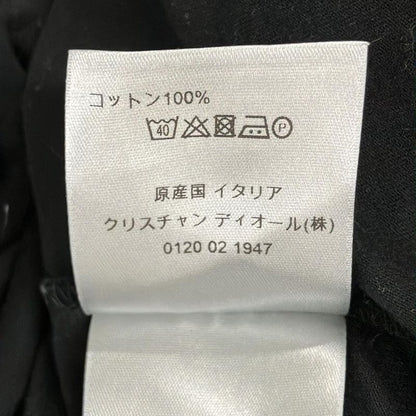 コットン100%
40 P
原産国 イタリア
クリスチャン ディオール(株)
0120 02 1947